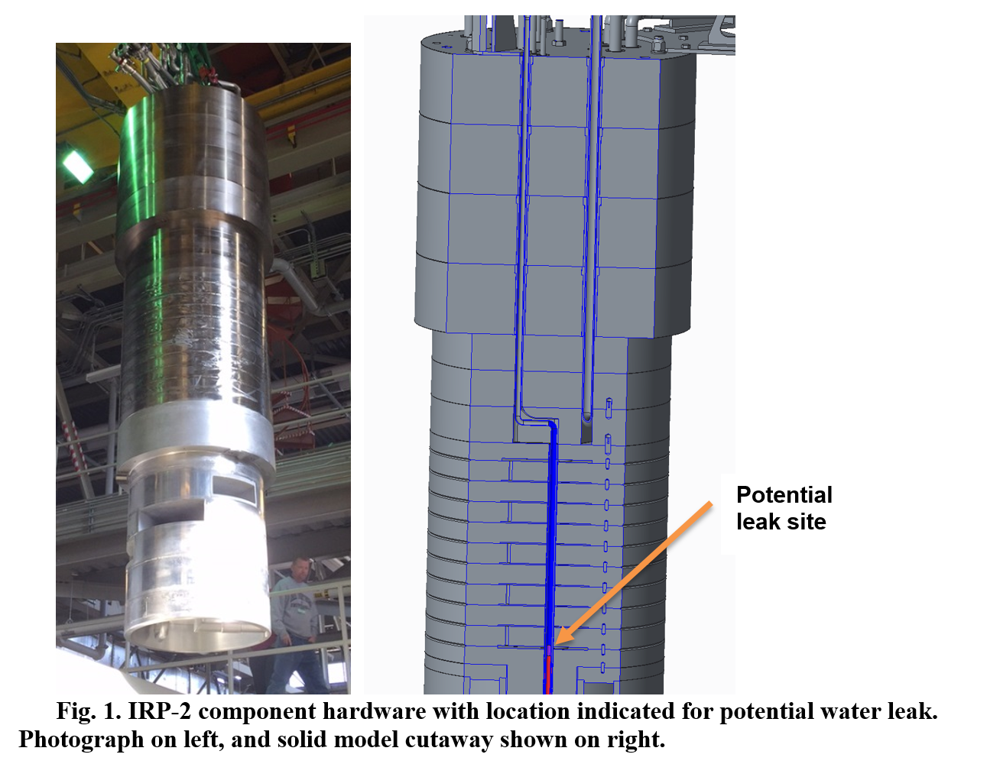 Potential
leak site
Fig. 1. IRP-2 component hardware with location indicated for potential water leak.
Photograph on left, and solid model cutaway shown on right.